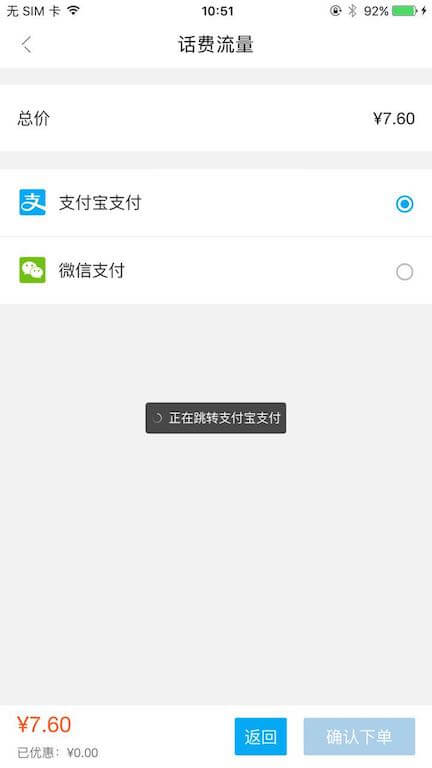 无 SIM 卡 10:51 92%
话费流量
总价 ¥7.60
支付宝支付
微信支付
正在跳转支付宝支付
¥7.60
已优惠：¥0.00
返回 确认下单